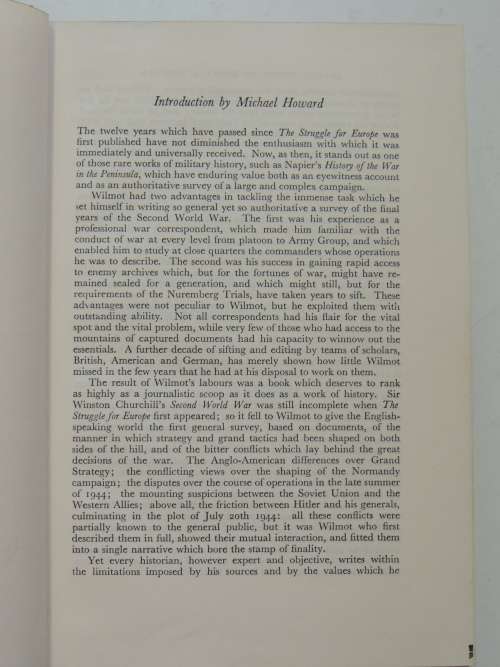 Introduction by Michael Howard
The twelve years which have passed since The Struggle for Europe was
first published have not diminished the enthusiasm with which it was
immediately and universally received. Now, as then, it stands out as one
of those rare works of military history, such as Napier's History of the War
in the Peninsula, which have enduring value both as an eyewitness account
and as an authoritative survey of a large and complex campaign.
Wilmot had two advantages in tackling the immense task which he
set himself in writing so general yet so authoritative a survey of the final
years of the Second World War. The first was his experience as a
professional war correspondent, which made him familiar with the
conduct of war at every level from platoon to Army Group, and which
enabled him to study at close quarters the commanders whose operations
he was to describe. The second was his success in gaining rapid access
to enemy archives which, but for the fortunes of war, might have re-
mained sealed for a generation, and which might still, but for the
requirements of the Nuremberg Trials, have taken years to sift. These
advantages were not peculiar to Wilmot, but he exploited them with
outstanding ability. Not all correspondents had his flair for the vital
spot and the vital problem, while very few of those who had access to the
mountains of captured documents had his capacity to winnow out the
essentials. A further decade of sifting and editing by teams of scholars,
British, American and German, has merely shown how little Wilmot
missed in the few years that he had at his disposal to work on them.
The result of Wilmot's labours was a book which deserves to rank
as highly as a journalistic scoop as it does as a work of history. Sir
Winston Churchill's Second World War was still incomplete when The
Struggle for Europe first appeared; so it fell to Wilmot to give the English-
speaking world the first general survey, based on documents, of the
manner in which strategy and grand tactics had been shaped on both
sides of the hill, and of the bitter conflicts which lay behind the great
decisions of the war. The Anglo-American differences over Grand
Strategy; the conflicting views over the shaping of the Normandy
campaign; the disputes over the course of operations in the late summer
of 1944; the mounting suspicions between the Soviet Union and the
Western Allies; above all, the friction between Hitler and his generals,
culminating in the plot of July 20th 1944: all these conflicts were
partially known to the general public, but it was Wilmot who first
described them in full, showed their mutual interaction, and fitted them
into a single narrative which bore the stamp of finality.
Yet every historian, however expert and objective, writes within
the limitations imposed by his sources and by the values which he